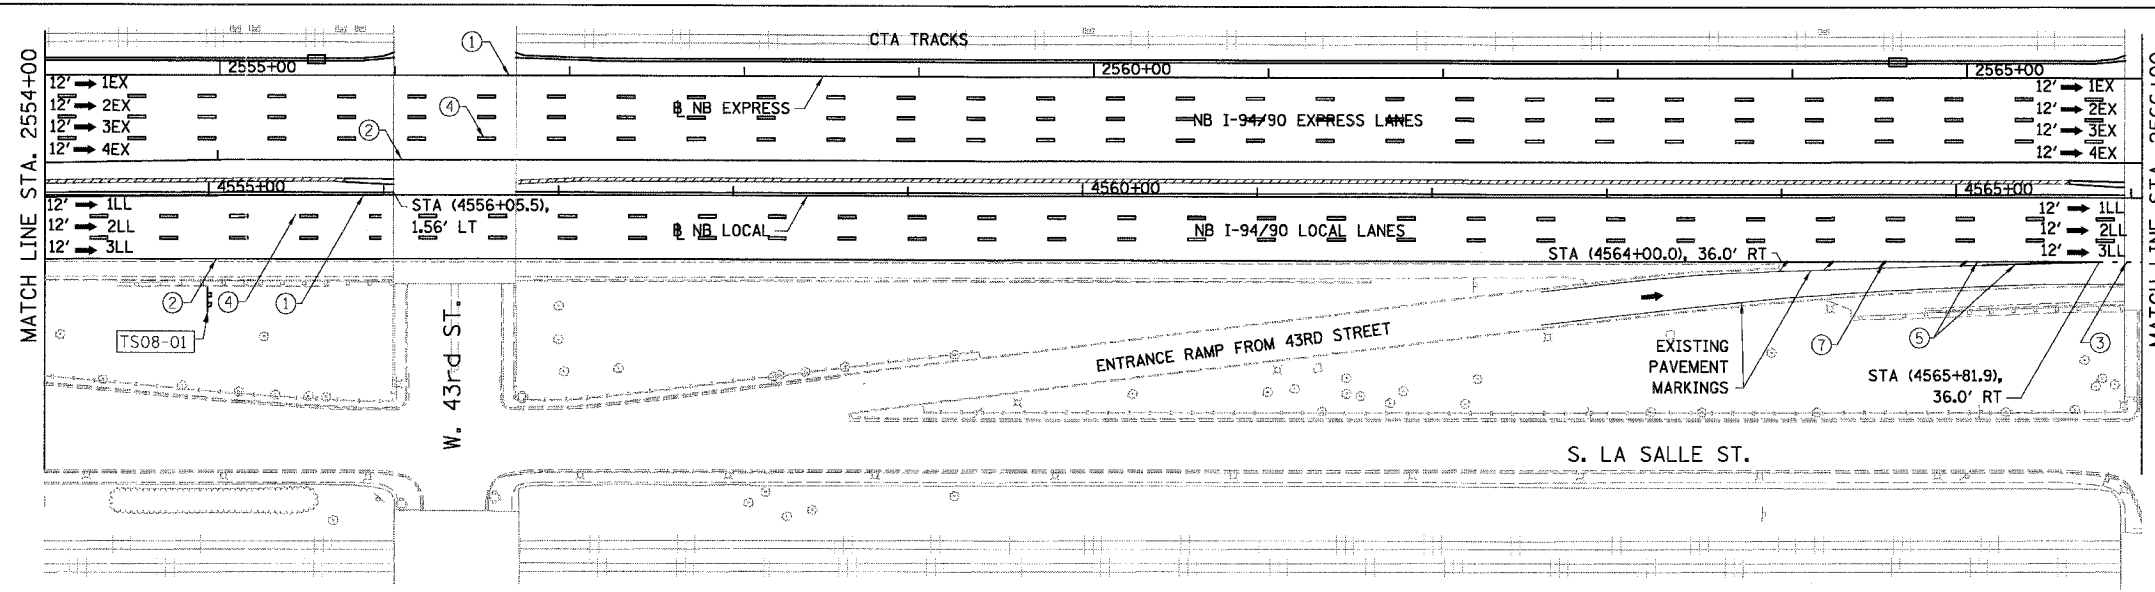 CTA TRACKS
MATCH LINE STA. 2554+00
1
2555+00
2560+00
2565+00
12' 1EX
12' 2EX
12' 3EX
12' 4EX
4
2
NB EXPRESS
NB I-94/90 EXPRESS LANES
12' 1EX
12' 2EX
12' 3EX
12' 4EX
4555+00
4560+00
4565+00
12' 1LL
12' 2LL
12' 3LL
STA (4556+05.5),
1.56' LT
NB LOCAL
NB I-94/90 LOCAL LANES
12' 1LL
12' 2LL
12' 3LL
STA (4564+00.0), 36.0' RT
2
4
1
TS08-01
W. 43rd ST.
ENTRANCE RAMP FROM 43RD STREET
EXISTING
PAVEMENT
MARKINGS
7
5
3
STA (4565+81.9),
36.0' RT
S. LA SALLE ST.